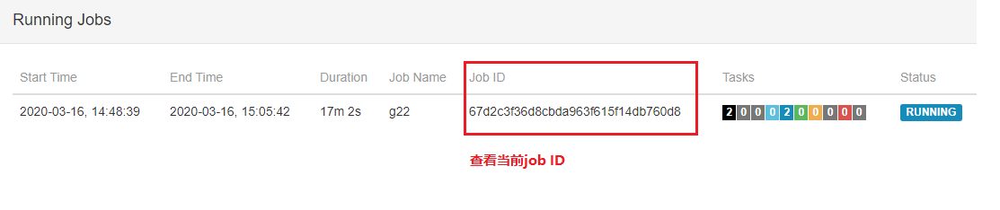 Running Jobs
Start Time End Time Duration Job Name Job ID Tasks Status
2020-03-16, 14:48:39 2020-03-16, 15:05:42 17m 2s g22 67d2c3f36d8cbda963f615f14db760d8 2 0 0 0 2 0 0 0 0 0 RUNNING
查看当前job ID